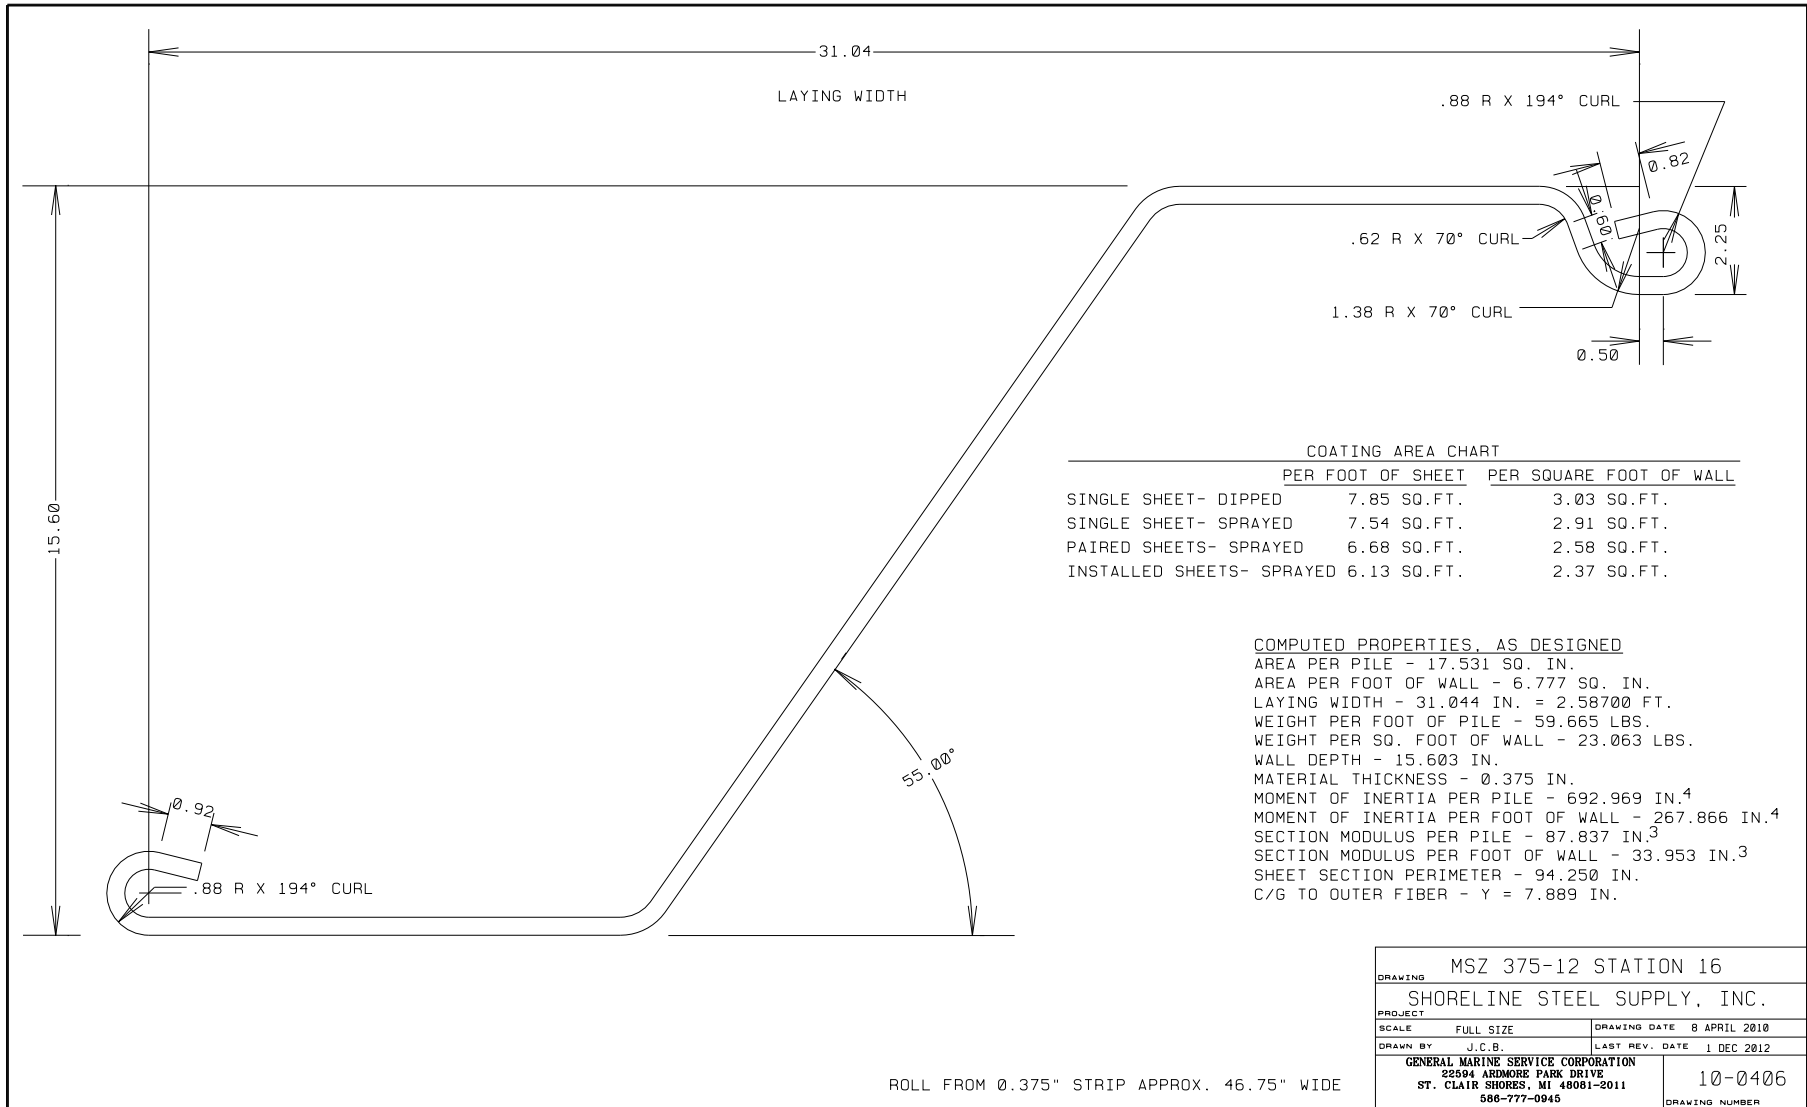 31.04
LAYING WIDTH
.88 R X 194° CURL
0.82
0.60
.62 R X 70° CURL
2.25
1.38 R X 70° CURL
0.50
15.60
COATING AREA CHART
PER FOOT OF SHEET PER SQUARE FOOT OF WALL
SINGLE SHEET- DIPPED 7.85 SQ.FT. 3.03 SQ.FT.
SINGLE SHEET- SPRAYED 7.54 SQ.FT. 2.91 SQ.FT.
PAIRED SHEETS- SPRAYED 6.68 SQ.FT. 2.58 SQ.FT.
INSTALLED SHEETS- SPRAYED 6.13 SQ.FT. 2.37 SQ.FT.
COMPUTED PROPERTIES, AS DESIGNED
AREA PER PILE - 17.531 SQ. IN.
AREA PER FOOT OF WALL - 6.777 SQ. IN.
LAYING WIDTH - 31.044 IN. = 2.58700 FT.
WEIGHT PER FOOT OF PILE - 59.665 LBS.
WEIGHT PER SQ. FOOT OF WALL - 23.063 LBS.
WALL DEPTH - 15.603 IN.
MATERIAL THICKNESS - 0.375 IN.
MOMENT OF INERTIA PER PILE - 692.969 IN.⁴
MOMENT OF INERTIA PER FOOT OF WALL - 267.866 IN.⁴
SECTION MODULUS PER PILE - 87.837 IN.³
SECTION MODULUS PER FOOT OF WALL - 33.953 IN.³
SHEET SECTION PERIMETER - 94.250 IN.
C/G TO OUTER FIBER - Y = 7.889 IN.
55.00°
0.92
.88 R X 194° CURL
ROLL FROM 0.375" STRIP APPROX. 46.75" WIDE
DRAWING MSZ 375-12 STATION 16
SHORELINE STEEL SUPPLY, INC.
PROJECT
SCALE FULL SIZE DRAWING DATE 8 APRIL 2010
DRAWN BY J.C.B. LAST REV. DATE 1 DEC 2012
GENERAL MARINE SERVICE CORPORATION
22594 ARDMORE PARK DRIVE
ST. CLAIR SHORES, MI 48081-2011
586-777-0945
10-0406
DRAWING NUMBER